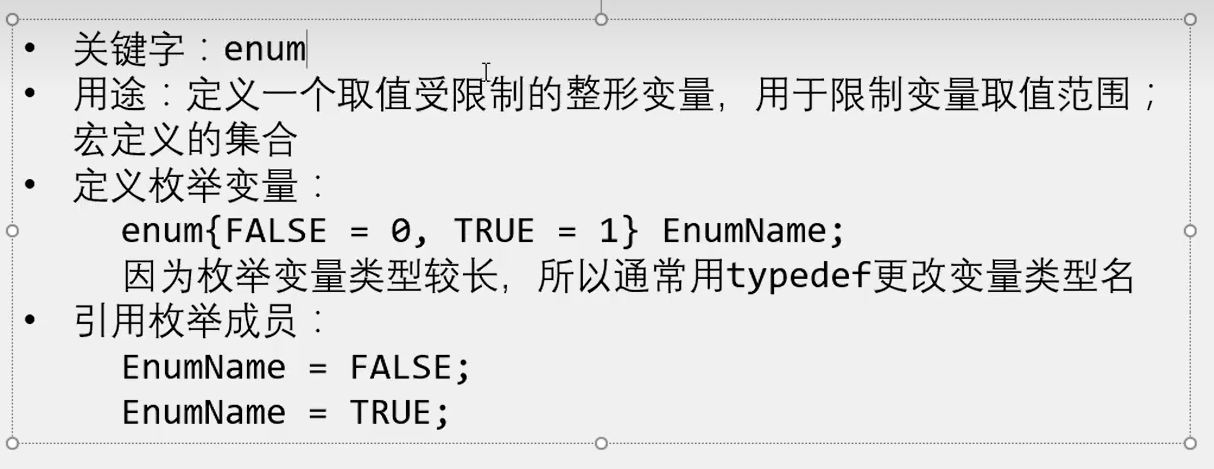 • 关键字：enum
• 用途：定义一个取值受限制的整形变量，用于限制变量取值范围；
宏定义的集合
• 定义枚举变量：
enum{FALSE = 0, TRUE = 1} EnumName;
因为枚举变量类型较长，所以通常用typedef更改变量类型名
• 引用枚举成员：
EnumName = FALSE;
EnumName = TRUE;